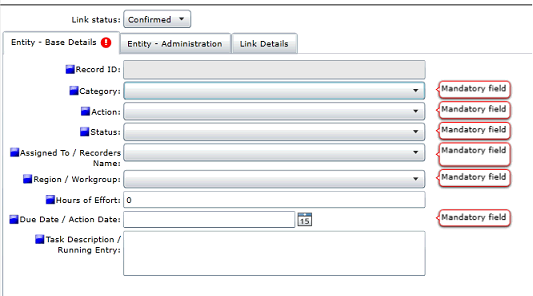 Link status: Confirmed
Entity - Base Details Entity - Administration Link Details
Record ID:
Category: Mandatory field
Action: Mandatory field
Status: Mandatory field
Assigned To / Recorders Mandatory field
Name:
Region / Workgroup: Mandatory field
Hours of Effort: 0
Due Date / Action Date: 15 Mandatory field
Task Description /
Running Entry: